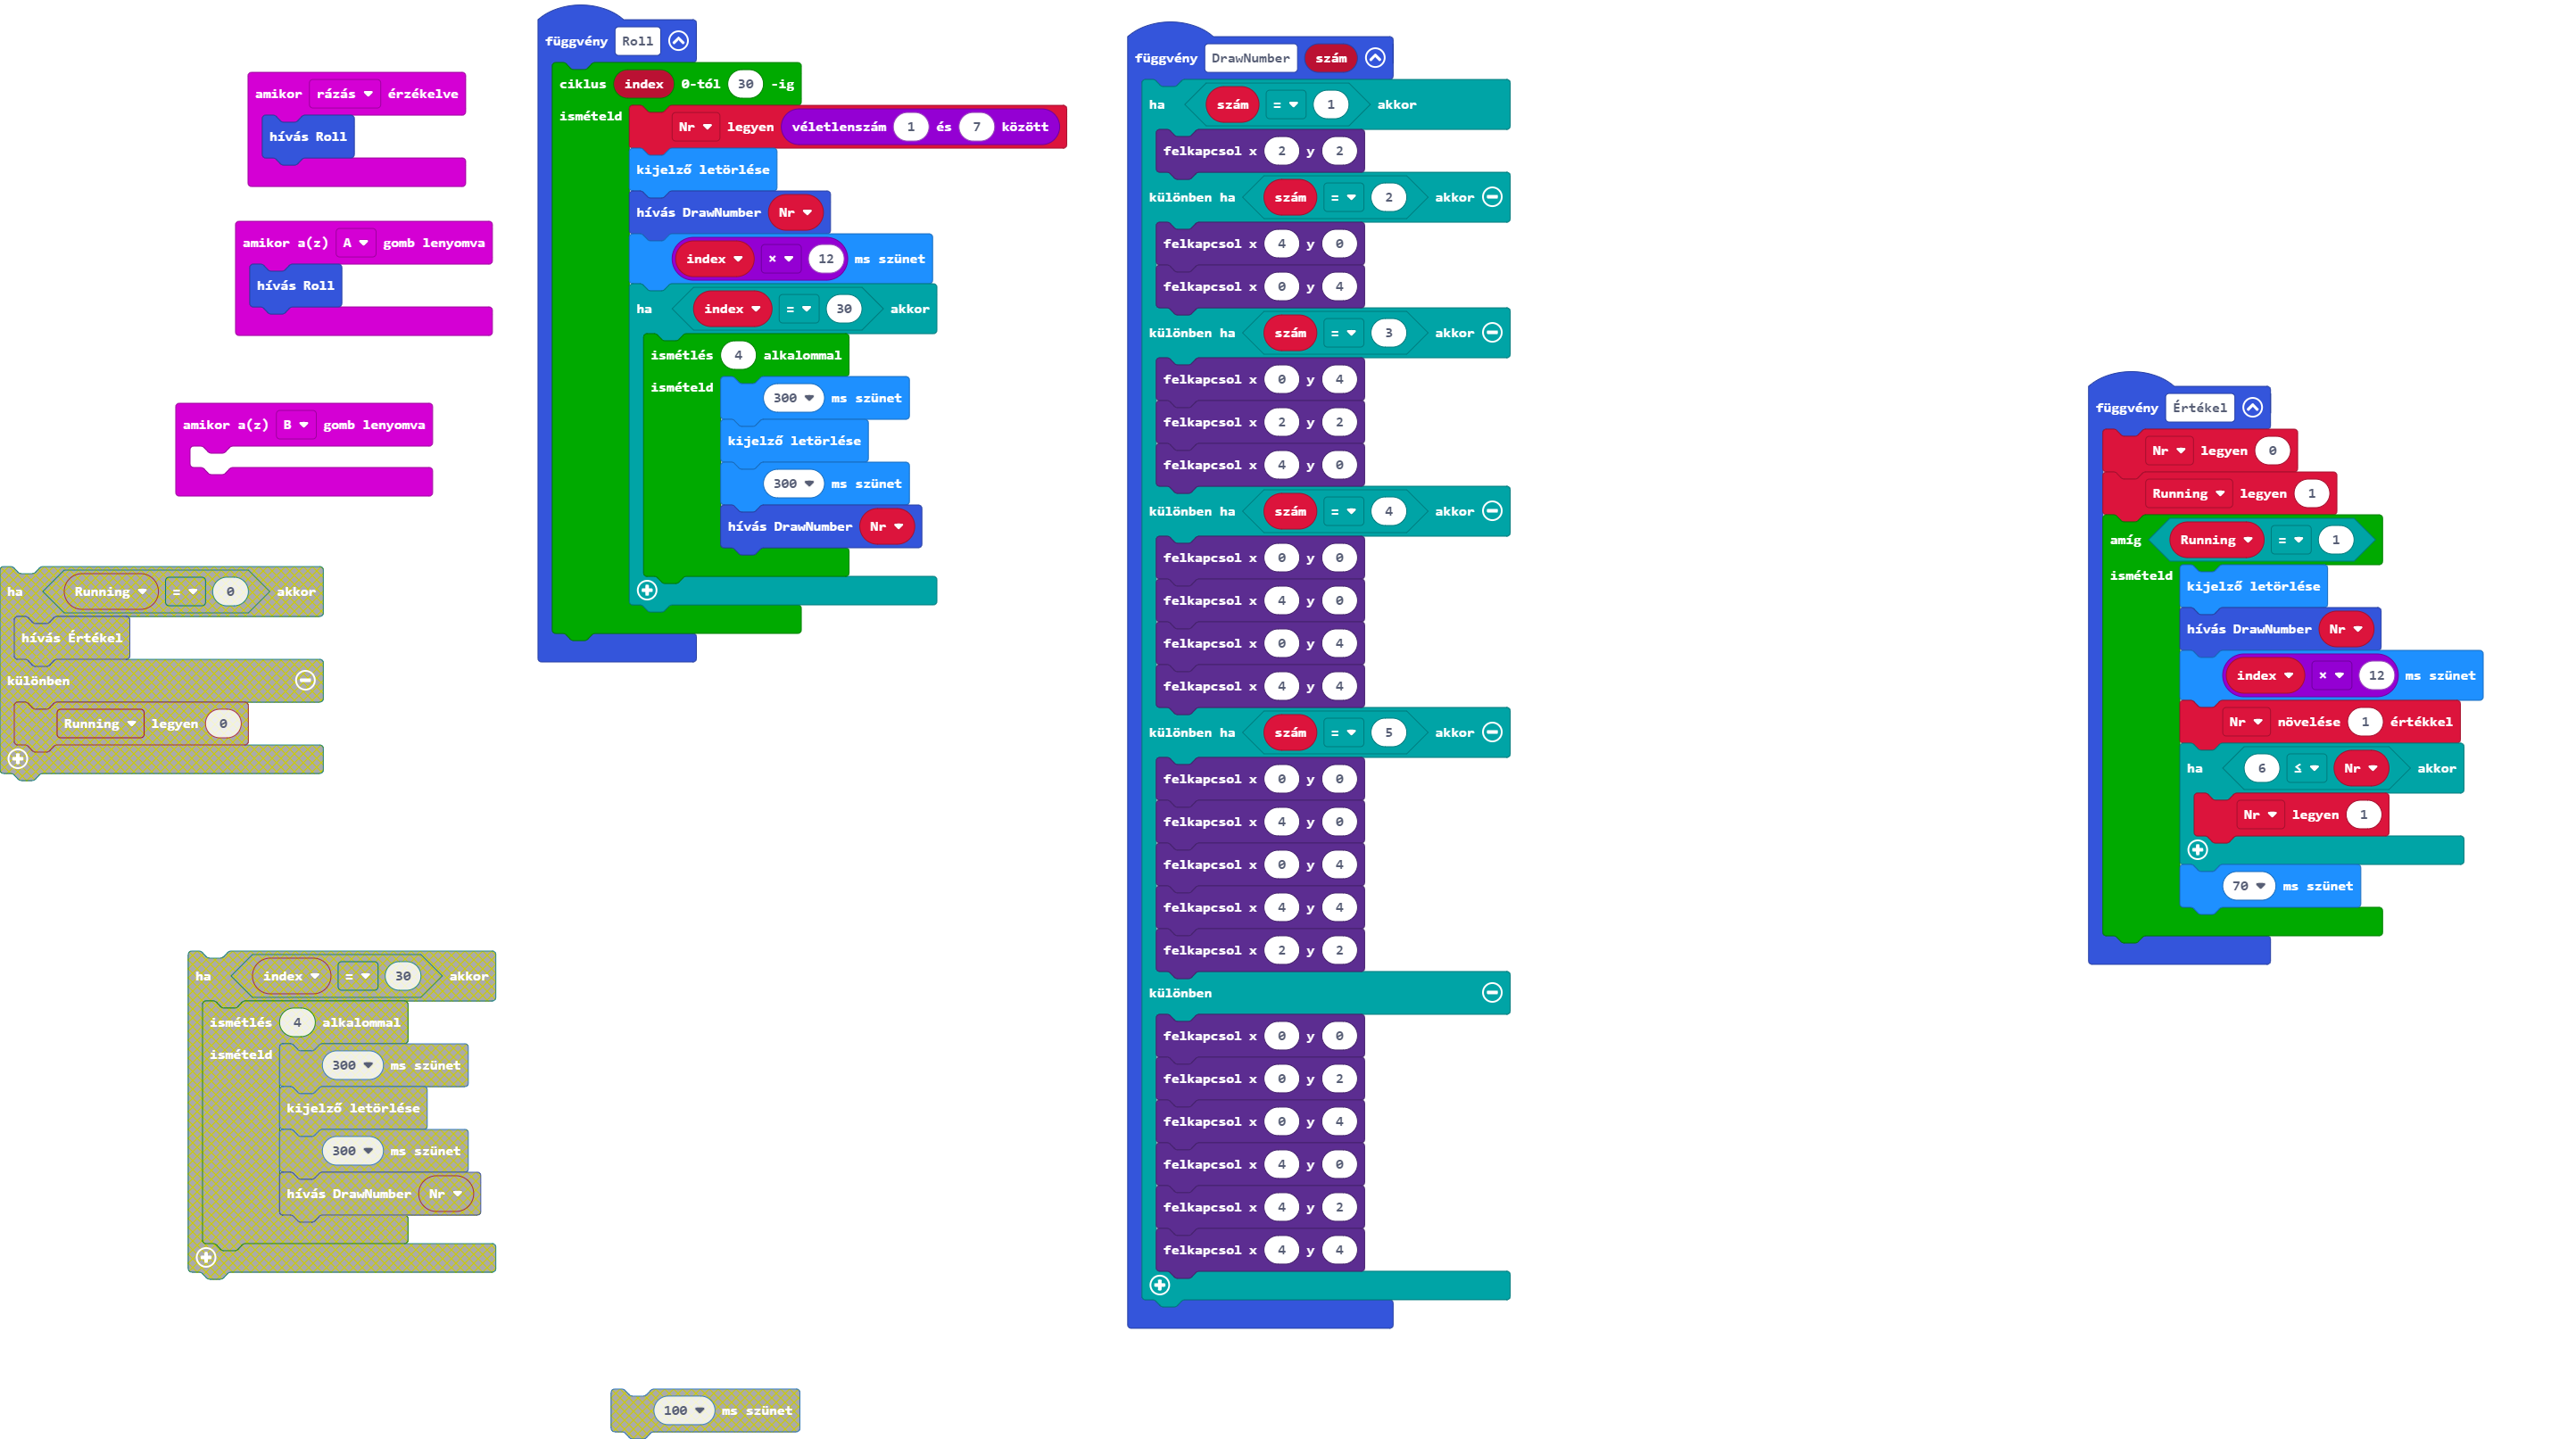 amikor rázás érzékelve
hívás Roll
amikor a(z) A gomb lenyomva
hívás Roll
amikor a(z) B gomb lenyomva
ha Running = 0 akkor
hívás Értékel
különben
Running legyen 0
ha index = 30 akkor
ismétlés 4 alkalommal
ismételd
300 ms szünet
kijelző letörlése
300 ms szünet
hívás DrawNumber Nr
függvény Roll
ciklus index 0-tól 30 -ig
ismételd
Nr legyen véletlenszám 1 és 7 között
kijelző letörlése
hívás DrawNumber Nr
index × 12 ms szünet
ha index = 30 akkor
ismétlés 4 alkalommal
ismételd
300 ms szünet
kijelző letörlése
300 ms szünet
hívás DrawNumber Nr
100 ms szünet
függvény DrawNumber szám
ha szám = 1 akkor
felkapcsol x 2 y 2
különben ha szám = 2 akkor
felkapcsol x 4 y 0
felkapcsol x 0 y 4
különben ha szám = 3 akkor
felkapcsol x 0 y 4
felkapcsol x 2 y 2
felkapcsol x 4 y 0
különben ha szám = 4 akkor
felkapcsol x 0 y 0
felkapcsol x 4 y 0
felkapcsol x 0 y 4
felkapcsol x 4 y 4
különben ha szám = 5 akkor
felkapcsol x 0 y 0
felkapcsol x 4 y 0
felkapcsol x 0 y 4
felkapcsol x 4 y 4
felkapcsol x 2 y 2
különben
felkapcsol x 0 y 0
felkapcsol x 0 y 2
felkapcsol x 0 y 4
felkapcsol x 4 y 0
felkapcsol x 4 y 2
felkapcsol x 4 y 4
függvény Értékel
Nr legyen 0
Running legyen 1
amíg Running = 1
ismételd
kijelző letörlése
hívás DrawNumber Nr
index × 12 ms szünet
Nr növelése 1 értékkel
ha 6 ≤ Nr akkor
Nr legyen 1
70 ms szünet